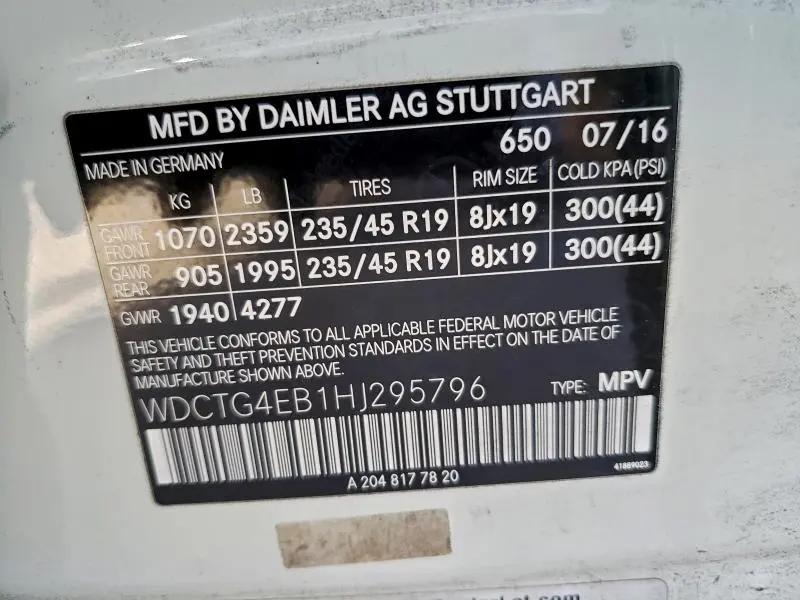 MFD BY DAIMLER AG STUTTGART
650 07/16
MADE IN GERMANY
KG LB TIRES RIM SIZE COLD KPA (PSI)
GAWR FRONT 1070 2359 235/45 R19 8Jx19 300(44)
GAWR REAR 905 1995 235/45 R19 8Jx19 300(44)
GVWR 1940 4277
THIS VEHICLE CONFORMS TO ALL APPLICABLE FEDERAL MOTOR VEHICLE
SAFETY AND THEFT PREVENTION STANDARDS IN EFFECT ON THE DATE OF
MANUFACTURE SHOWN ABOVE.
WDCTG4EB1HJ295796 TYPE: MPV
A 204 817 78 20
41889023